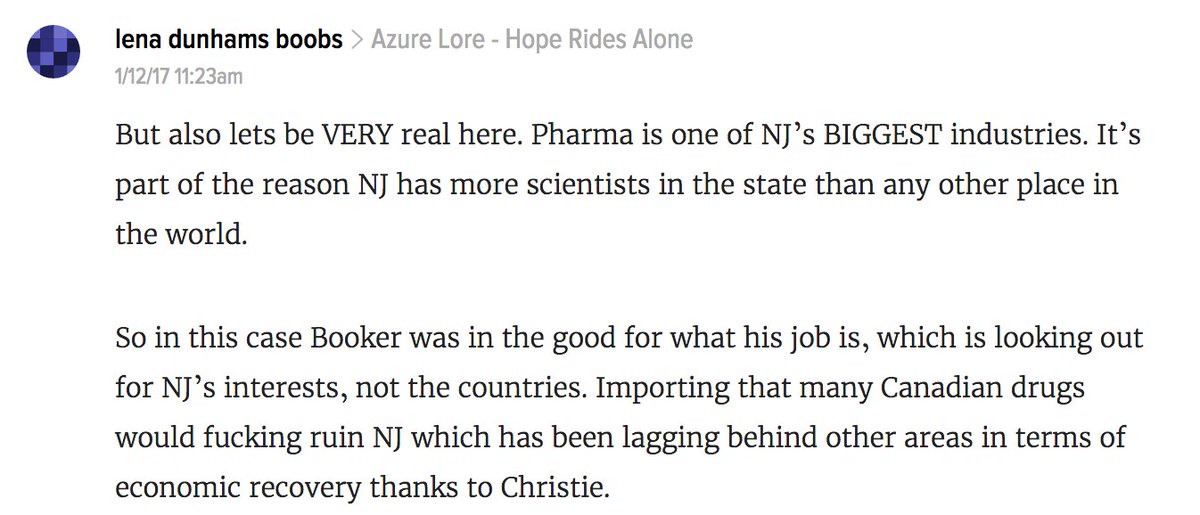 lena dunhams boobs > Azure Lore - Hope Rides Alone
1/12/17 11:23am
But also lets be VERY real here. Pharma is one of NJ’s BIGGEST industries. It’s
part of the reason NJ has more scientists in the state than any other place in
the world.
So in this case Booker was in the good for what his job is, which is looking out
for NJ’s interests, not the countries. Importing that many Canadian drugs
would fucking ruin NJ which has been lagging behind other areas in terms of
economic recovery thanks to Christie.